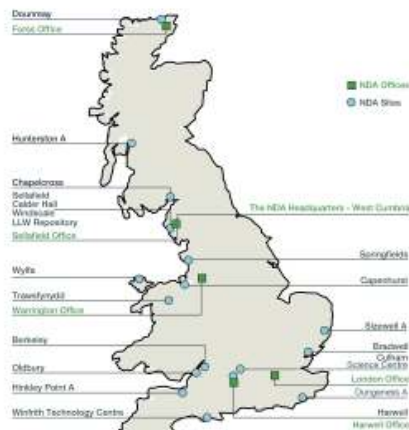 Dounreay
Forss Office
NDA Offices
NDA Sites
Hunterston A
Chapelcross
Sellafield
Calder Hall
Windscale
LLW Repository
Sellafield Office
The NDA Headquarters - West Cumbria
Springfields
Wylfa
Capenhurst
Trawsfynydd
Warrington Office
Sizewell A
Berkeley
Bradwell
Culham
Science Centre
Oldbury
London Office
Hinkley Point A
Dungeness A
Winfrith Technology Centre
Harwell
Harwell Office